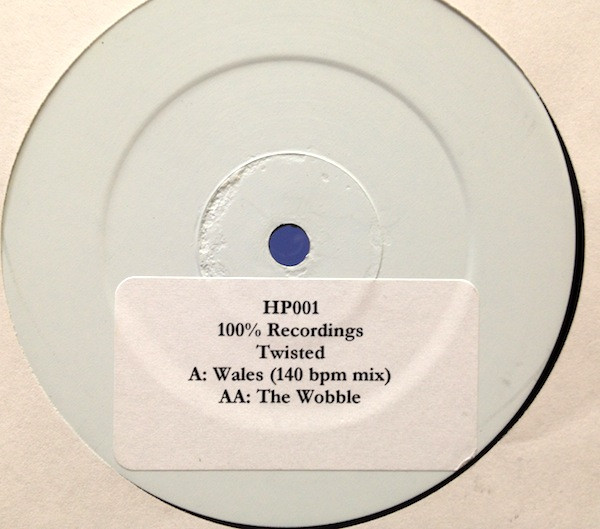 HP001
100% Recordings
Twisted
A: Wales (140 bpm mix)
AA: The Wobble